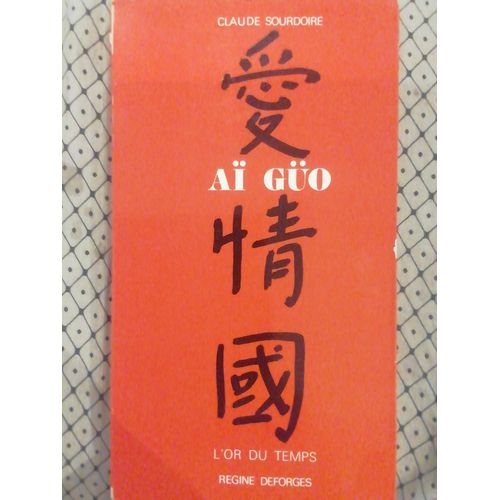 CLAUDE SOURDOIRE
愛
AÏ GÜO
情
國
L'OR DU TEMPS
REGINE DEFORGES